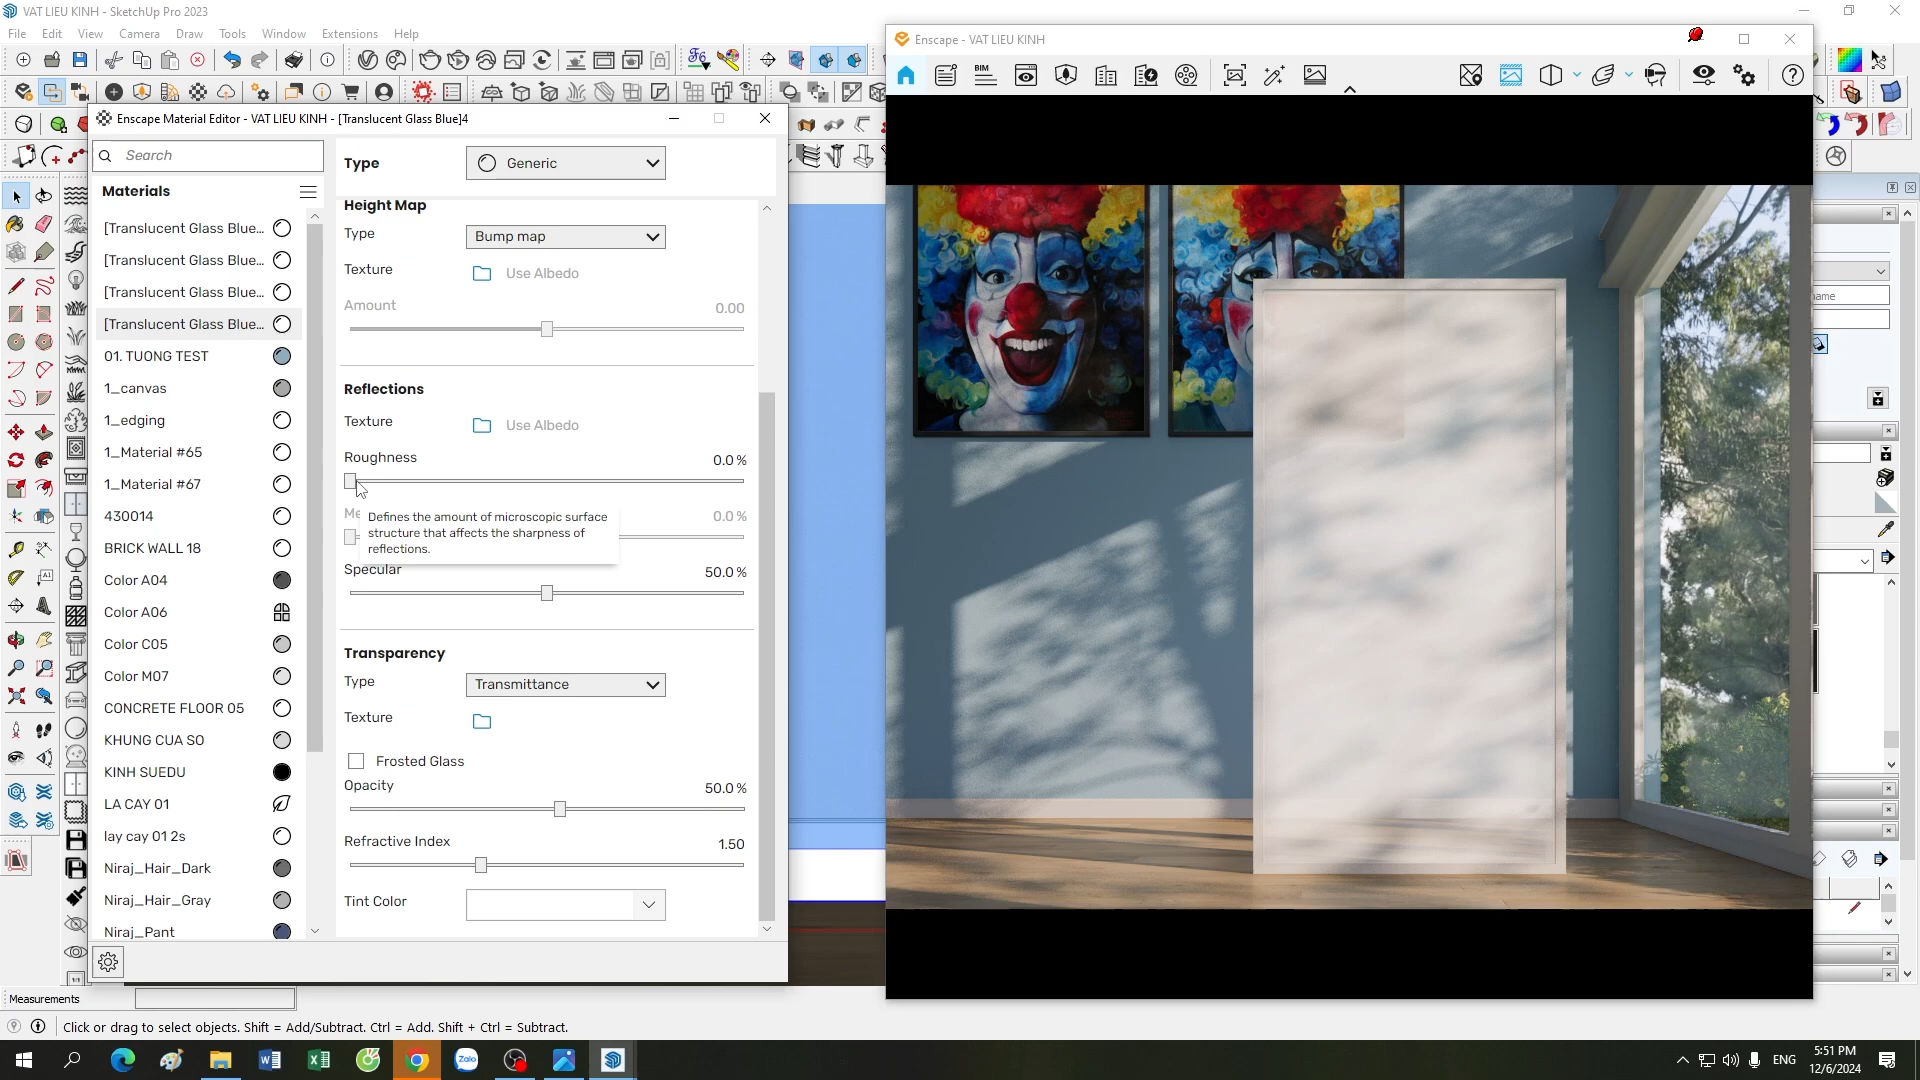 VAT LIEU KINH - SketchUp Pro 2023
File Edit View Camera Draw Tools Window Extensions Help
Enscape - VAT LIEU KINH
BIM
Enscape Material Editor - VAT LIEU KINH - [Translucent Glass Blue]4
Search
Materials
[Translucent Glass Blue...
[Translucent Glass Blue...
[Translucent Glass Blue...
[Translucent Glass Blue...
01. TUONG TEST
1_canvas
1_edging
1_Material #65
1_Material #67
430014
BRICK WALL 18
Color A04
Color A06
Color C05
Color M07
CONCRETE FLOOR 05
KHUNG CUA SO
KINH SUEDU
LA CAY 01
lay cay 01 2s
Niraj_Hair_Dark
Niraj_Hair_Gray
Niraj_Pant
Type Generic
Height Map
Type Bump map
Texture Use Albedo
Amount 0.00
Reflections
Texture Use Albedo
Roughness 0.0 %
Me 0.0 %
Defines the amount of microscopic surface
structure that affects the sharpness of
reflections.
Specular 50.0 %
Transparency
Type Transmittance
Texture
Frosted Glass
Opacity 50.0 %
Refractive Index 1.50
Tint Color
ame
Measurements
Click or drag to select objects. Shift = Add/Subtract. Ctrl = Add. Shift + Ctrl = Subtract.
Zalo
ENG
5:51 PM
12/6/2024